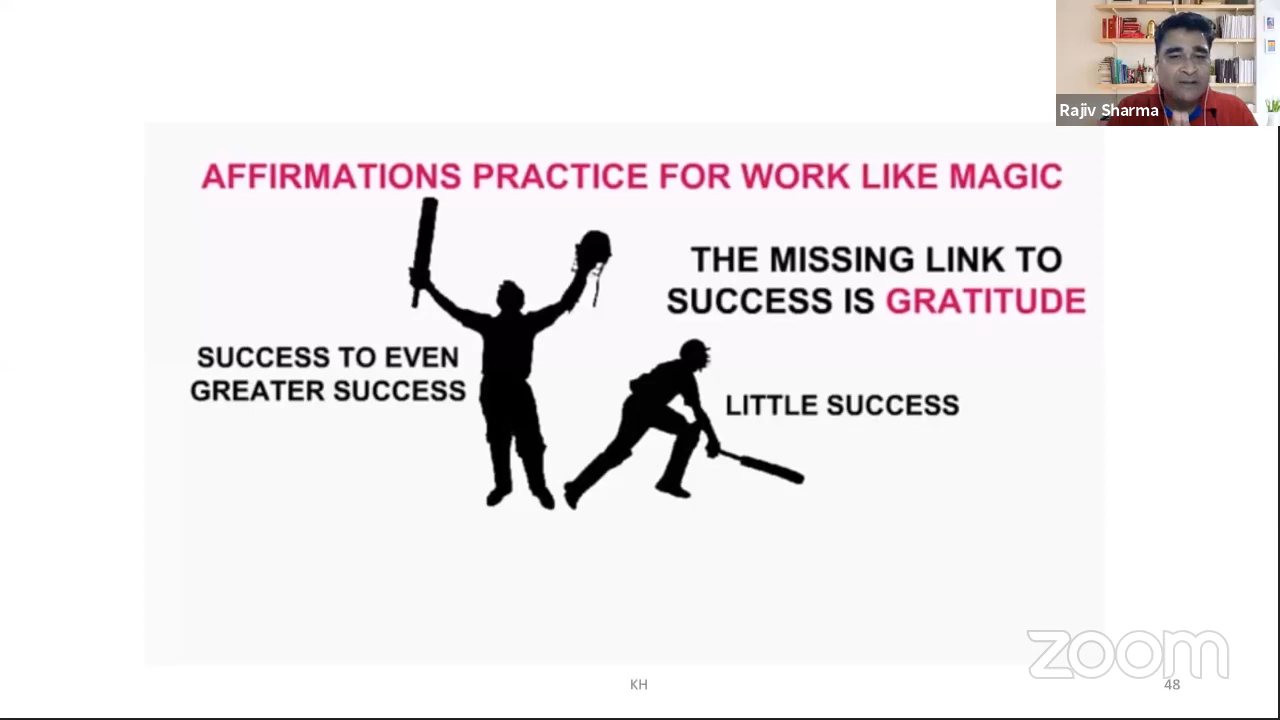 Rajiv Sharma
AFFIRMATIONS PRACTICE FOR WORK LIKE MAGIC
THE MISSING LINK TO
SUCCESS IS GRATITUDE
SUCCESS TO EVEN
GREATER SUCCESS
LITTLE SUCCESS
zoom
KH
48